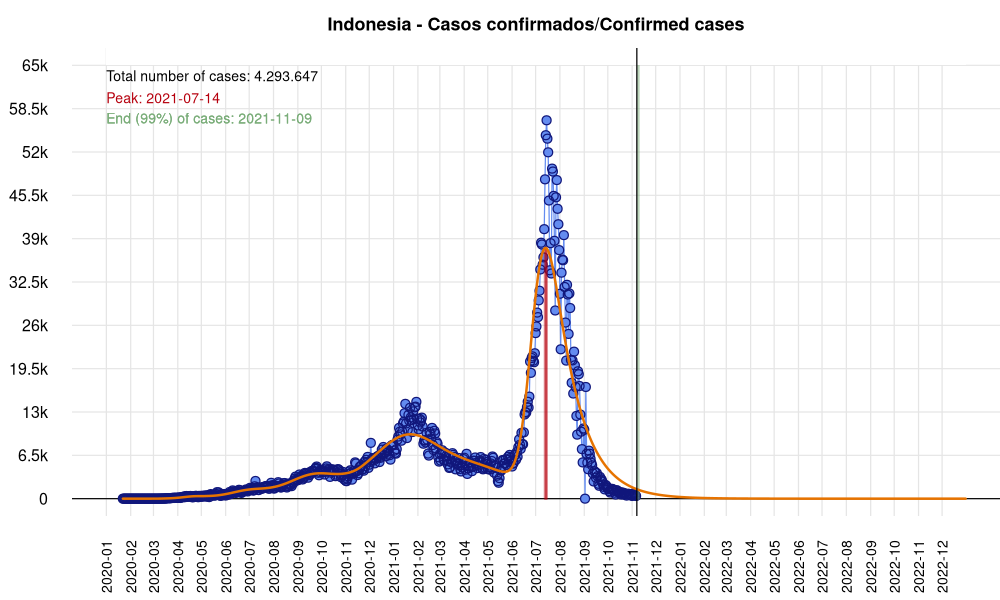 Indonesia - Casos confirmados/Confirmed cases
65k
Total number of cases: 4.293.647
Peak: 2021-07-14
End (99%) of cases: 2021-11-09
58.5k
52k
45.5k
39k
32.5k
26k
19.5k
13k
6.5k
0
2020-01
2020-02
2020-03
2020-04
2020-05
2020-06
2020-07
2020-08
2020-09
2020-10
2020-11
2020-12
2021-01
2021-02
2021-03
2021-04
2021-05
2021-06
2021-07
2021-08
2021-09
2021-10
2021-11
2021-12
2022-01
2022-02
2022-03
2022-04
2022-05
2022-06
2022-07
2022-08
2022-09
2022-10
2022-11
2022-12